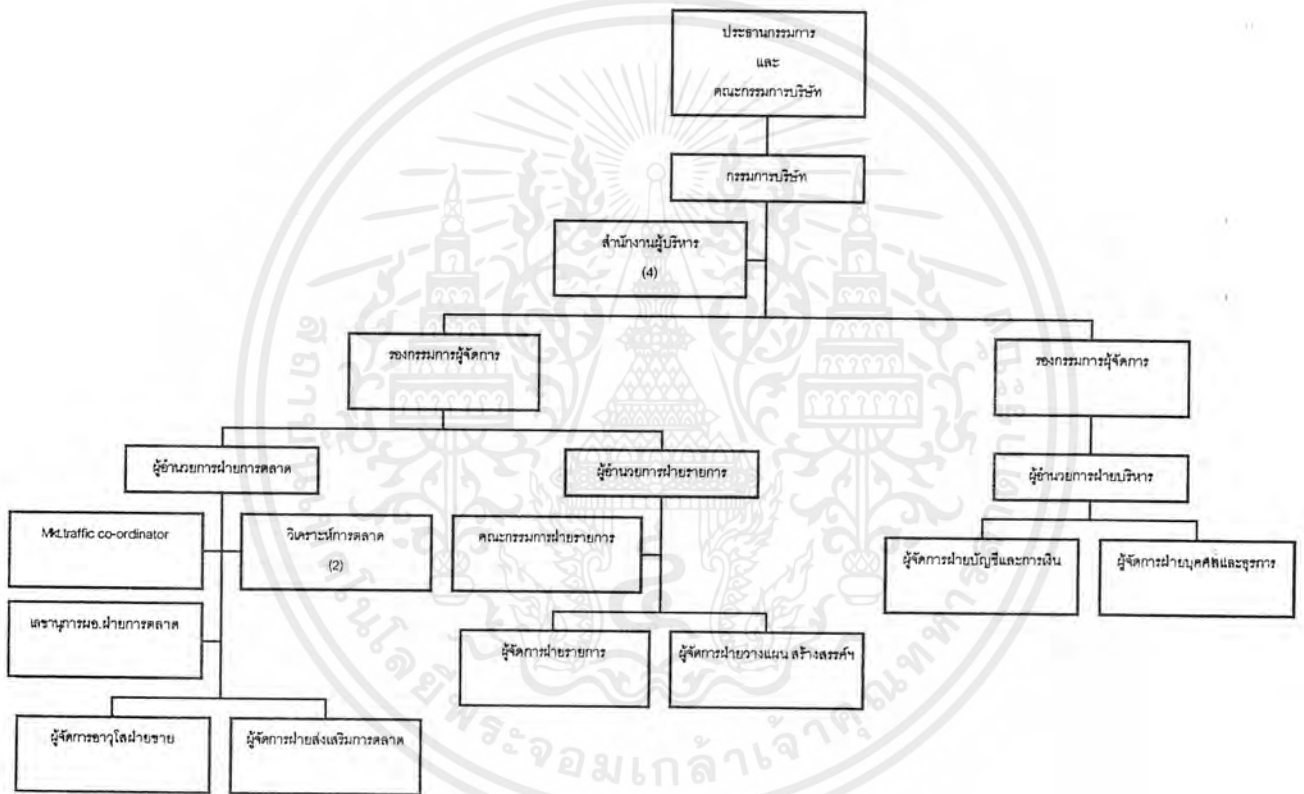 ประธานกรรมการ
และ
คณะกรรมการบริษัท
กรรมการบริษัท
สำนักงานผู้บริหาร
(4)
รองกรรมการผู้จัดการ
รองกรรมการผู้จัดการ
ผู้อำนวยการฝ่ายการตลาด
ผู้อำนวยการฝ่ายรายการ
ผู้อำนวยการฝ่ายบริหาร
Mkt.traffic co-ordinator
วิเคราะห์การตลาด
(2)
คณะกรรมการฝ่ายรายการ
ผู้จัดการฝ่ายบัญชีและการเงิน
ผู้จัดการฝ่ายบุคคลและธุรการ
เลขานุการผอ.ฝ่ายการตลาด
ผู้จัดการฝ่ายรายการ
ผู้จัดการฝ่ายวางแผน สร้างสรรค์ฯ
ผู้จัดการอาวุโสฝ่ายขาย
ผู้จัดการฝ่ายส่งเสริมการตลาด